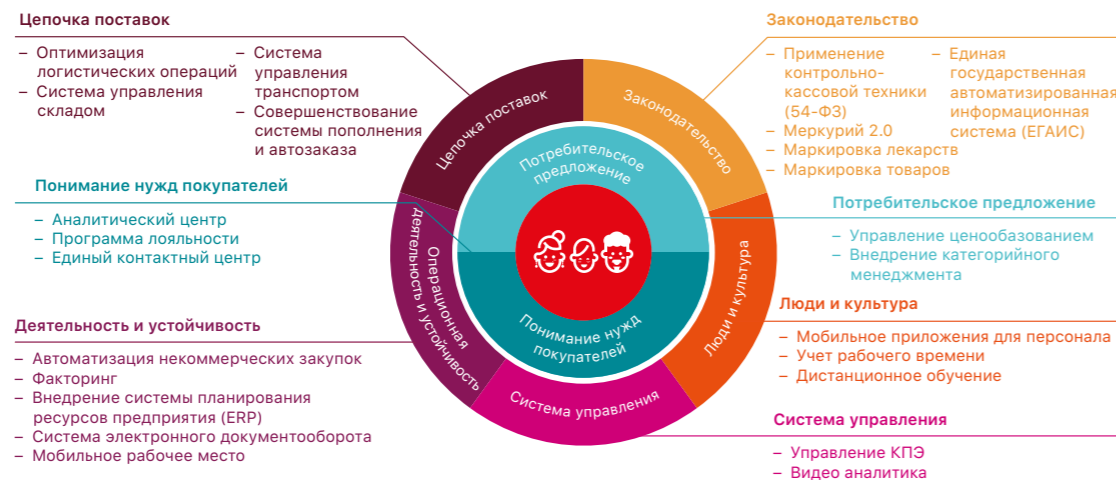 Цепочка поставок
– Оптимизация
логистических операций
– Система управления
складом
– Система
управления
транспортом
– Совершенствование
системы пополнения
и автозаказа
Понимание нужд покупателей
– Аналитический центр
– Программа лояльности
– Единый контактный центр
Деятельность и устойчивость
– Автоматизация некоммерческих закупок
– Факторинг
– Внедрение системы планирования
ресурсов предприятия (ERP)
– Система электронного документооборота
– Мобильное рабочее место
Цепочка поставок
Законодательство
Потребительское
предложение
Операционная
деятельность и устойчивость
Люди и культура
Понимание нужд
покупателей
Система управления
Законодательство
– Применение
контрольно-
кассовой техники
(54-ФЗ)
– Меркурий 2.0
– Маркировка лекарств
– Маркировка товаров
– Единая
государственная
автоматизированная
информационная
система (ЕГАИС)
Потребительское предложение
– Управление ценообазованием
– Внедрение категорийного
менеджмента
Люди и культура
– Мобильное приложения для персонала
– Учет рабочего времени
– Дистанционное обучение
Система управления
– Управление КПЭ
– Видео аналитика